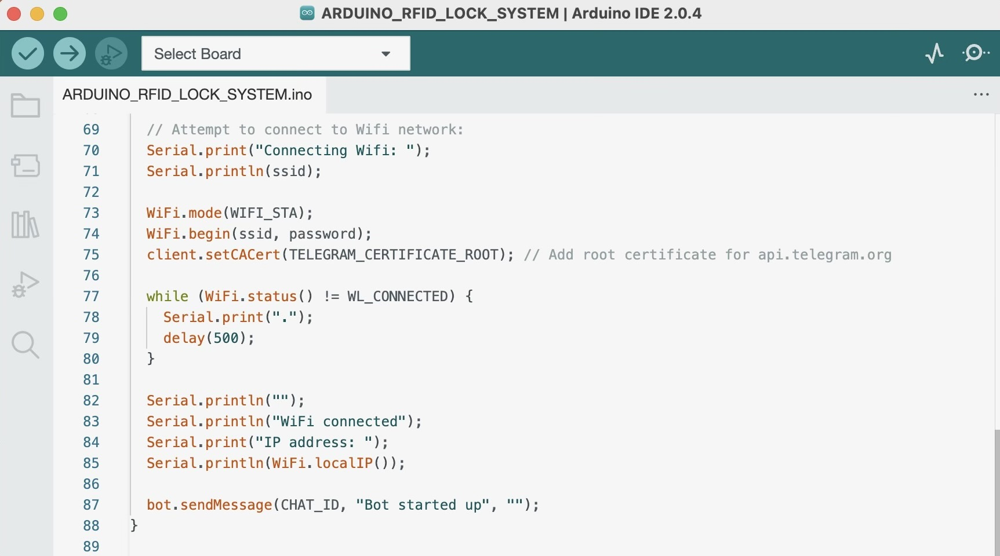 ARDUINO_RFID_LOCK_SYSTEM | Arduino IDE 2.0.4
Select Board
ARDUINO_RFID_LOCK_SYSTEM.ino
69 // Attempt to connect to Wifi network:
70 Serial.print("Connecting Wifi: ");
71 Serial.println(ssid);
72
73 WiFi.mode(WIFI_STA);
74 WiFi.begin(ssid, password);
75 client.setCACert(TELEGRAM_CERTIFICATE_ROOT); // Add root certificate for api.telegram.org
76
77 while (WiFi.status() != WL_CONNECTED) {
78 Serial.print(".");
79 delay(500);
80 }
81
82 Serial.println("");
83 Serial.println("WiFi connected");
84 Serial.print("IP address: ");
85 Serial.println(WiFi.localIP());
86
87 bot.sendMessage(CHAT_ID, "Bot started up", "");
88 }
89